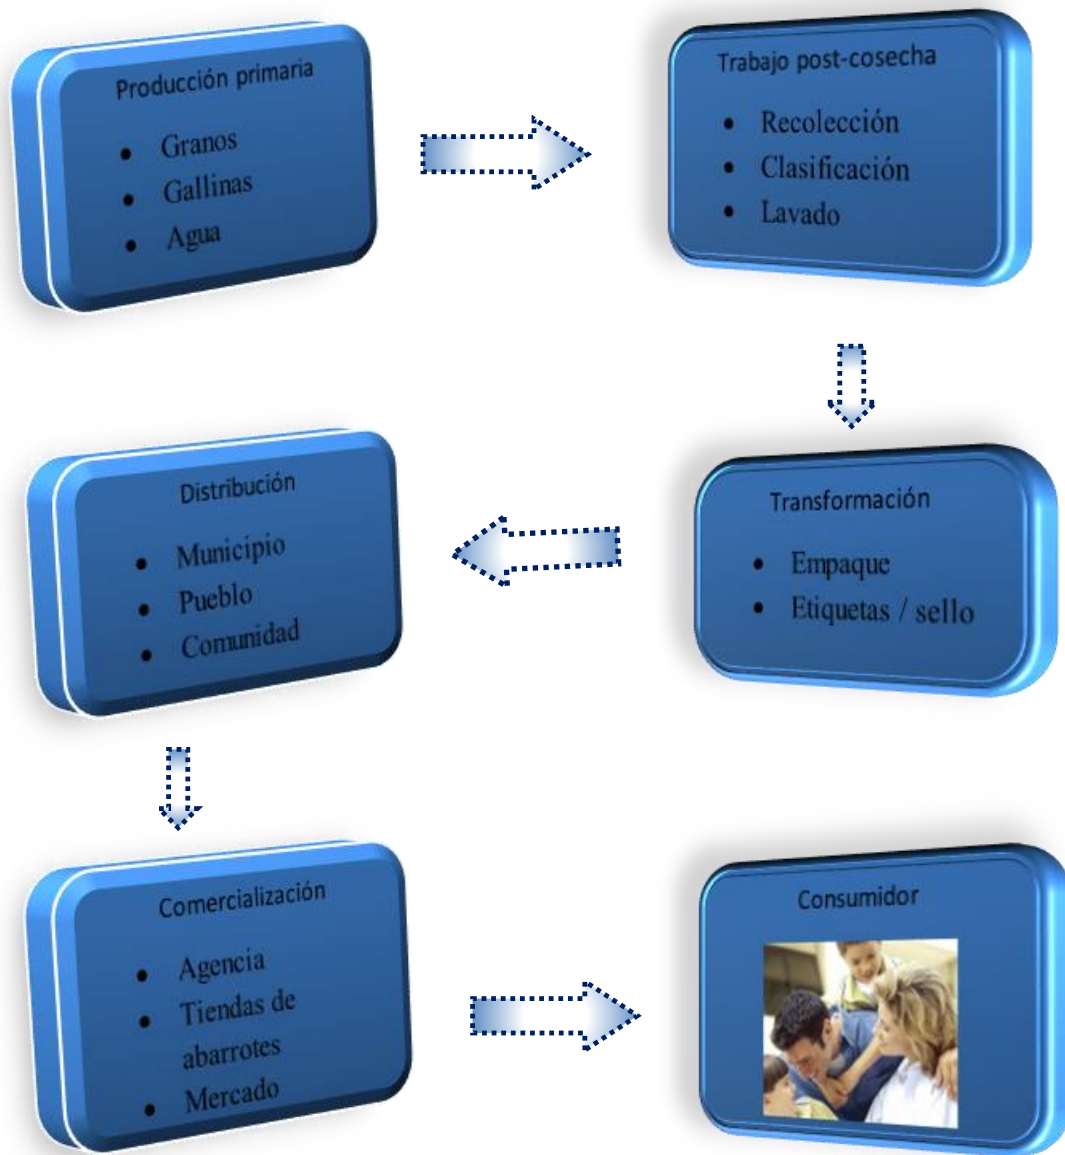 Producción primaria
• Granos
• Gallinas
• Agua
Trabajo post-cosecha
• Recolección
• Clasificación
• Lavado
Transformación
• Empaque
• Etiquetas / sello
Distribución
• Municipio
• Pueblo
• Comunidad
Comercialización
• Agencia
• Tiendas de
abarrotes
• Mercado
Consumidor